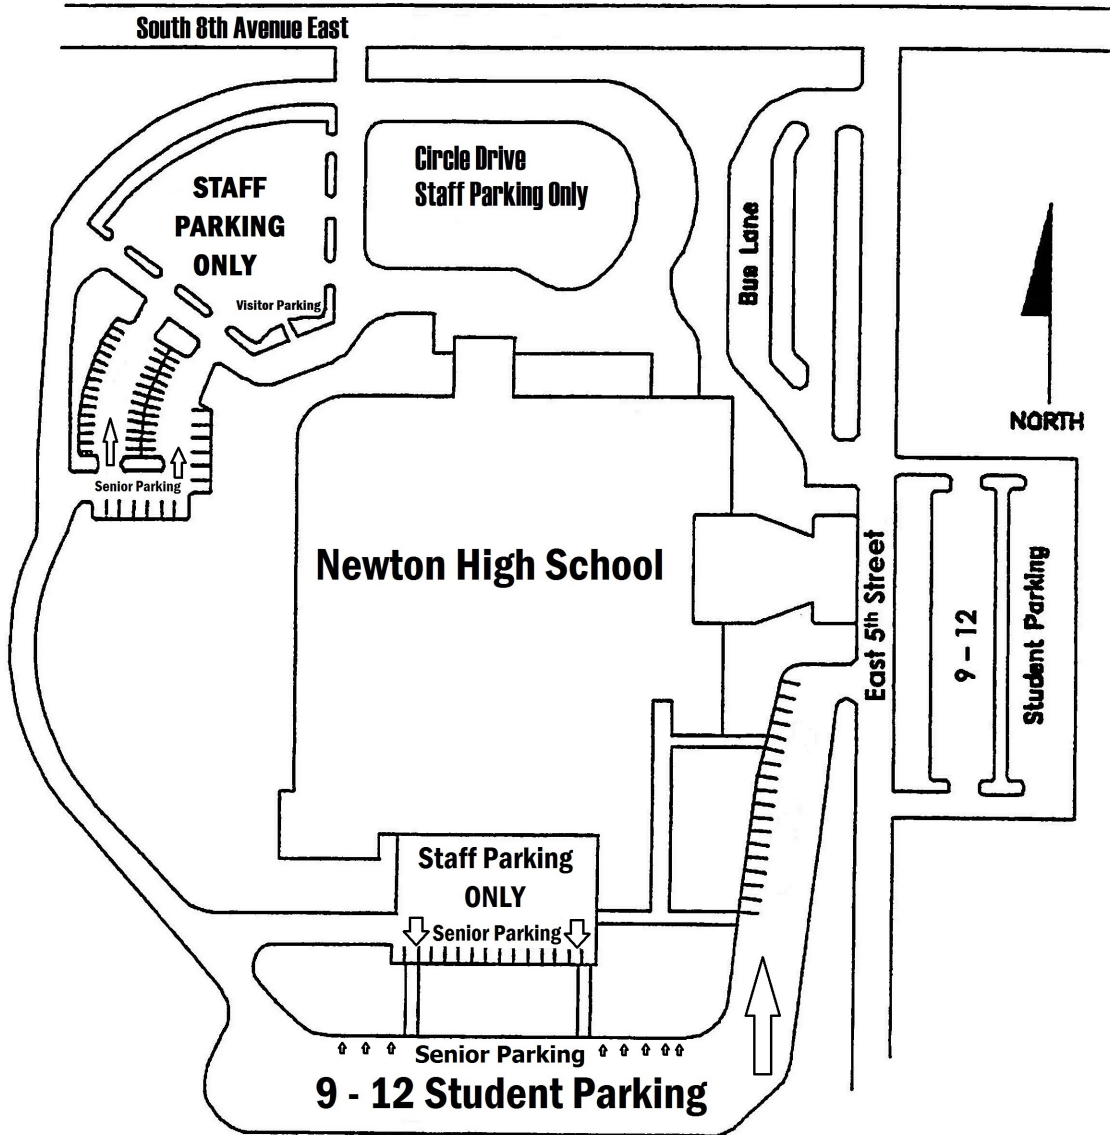 South 8th Avenue East
Circle Drive
Staff Parking Only
STAFF
PARKING
ONLY
Visitor Parking
Bus Lane
NORTH
Senior Parking
Newton High School
East 5th Street
9 - 12
Student Parking
Staff Parking
ONLY
Senior Parking
Senior Parking
9 - 12 Student Parking